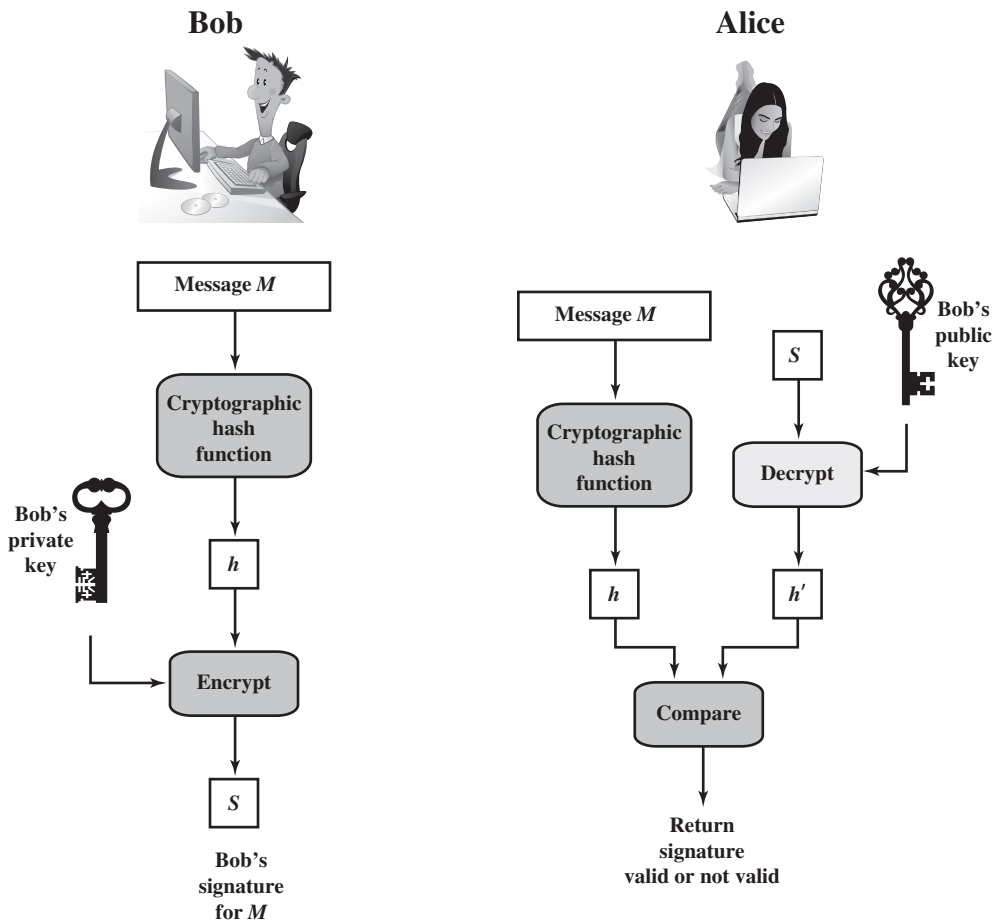 Bob
Message M
Cryptographic
hash
function
Bob's
private
key
h
Encrypt
S
Bob's
signature
for M
Alice
Message M
S
Bob's
public
key
Cryptographic
hash
function
Decrypt
h
h′
Compare
Return
signature
valid or not valid